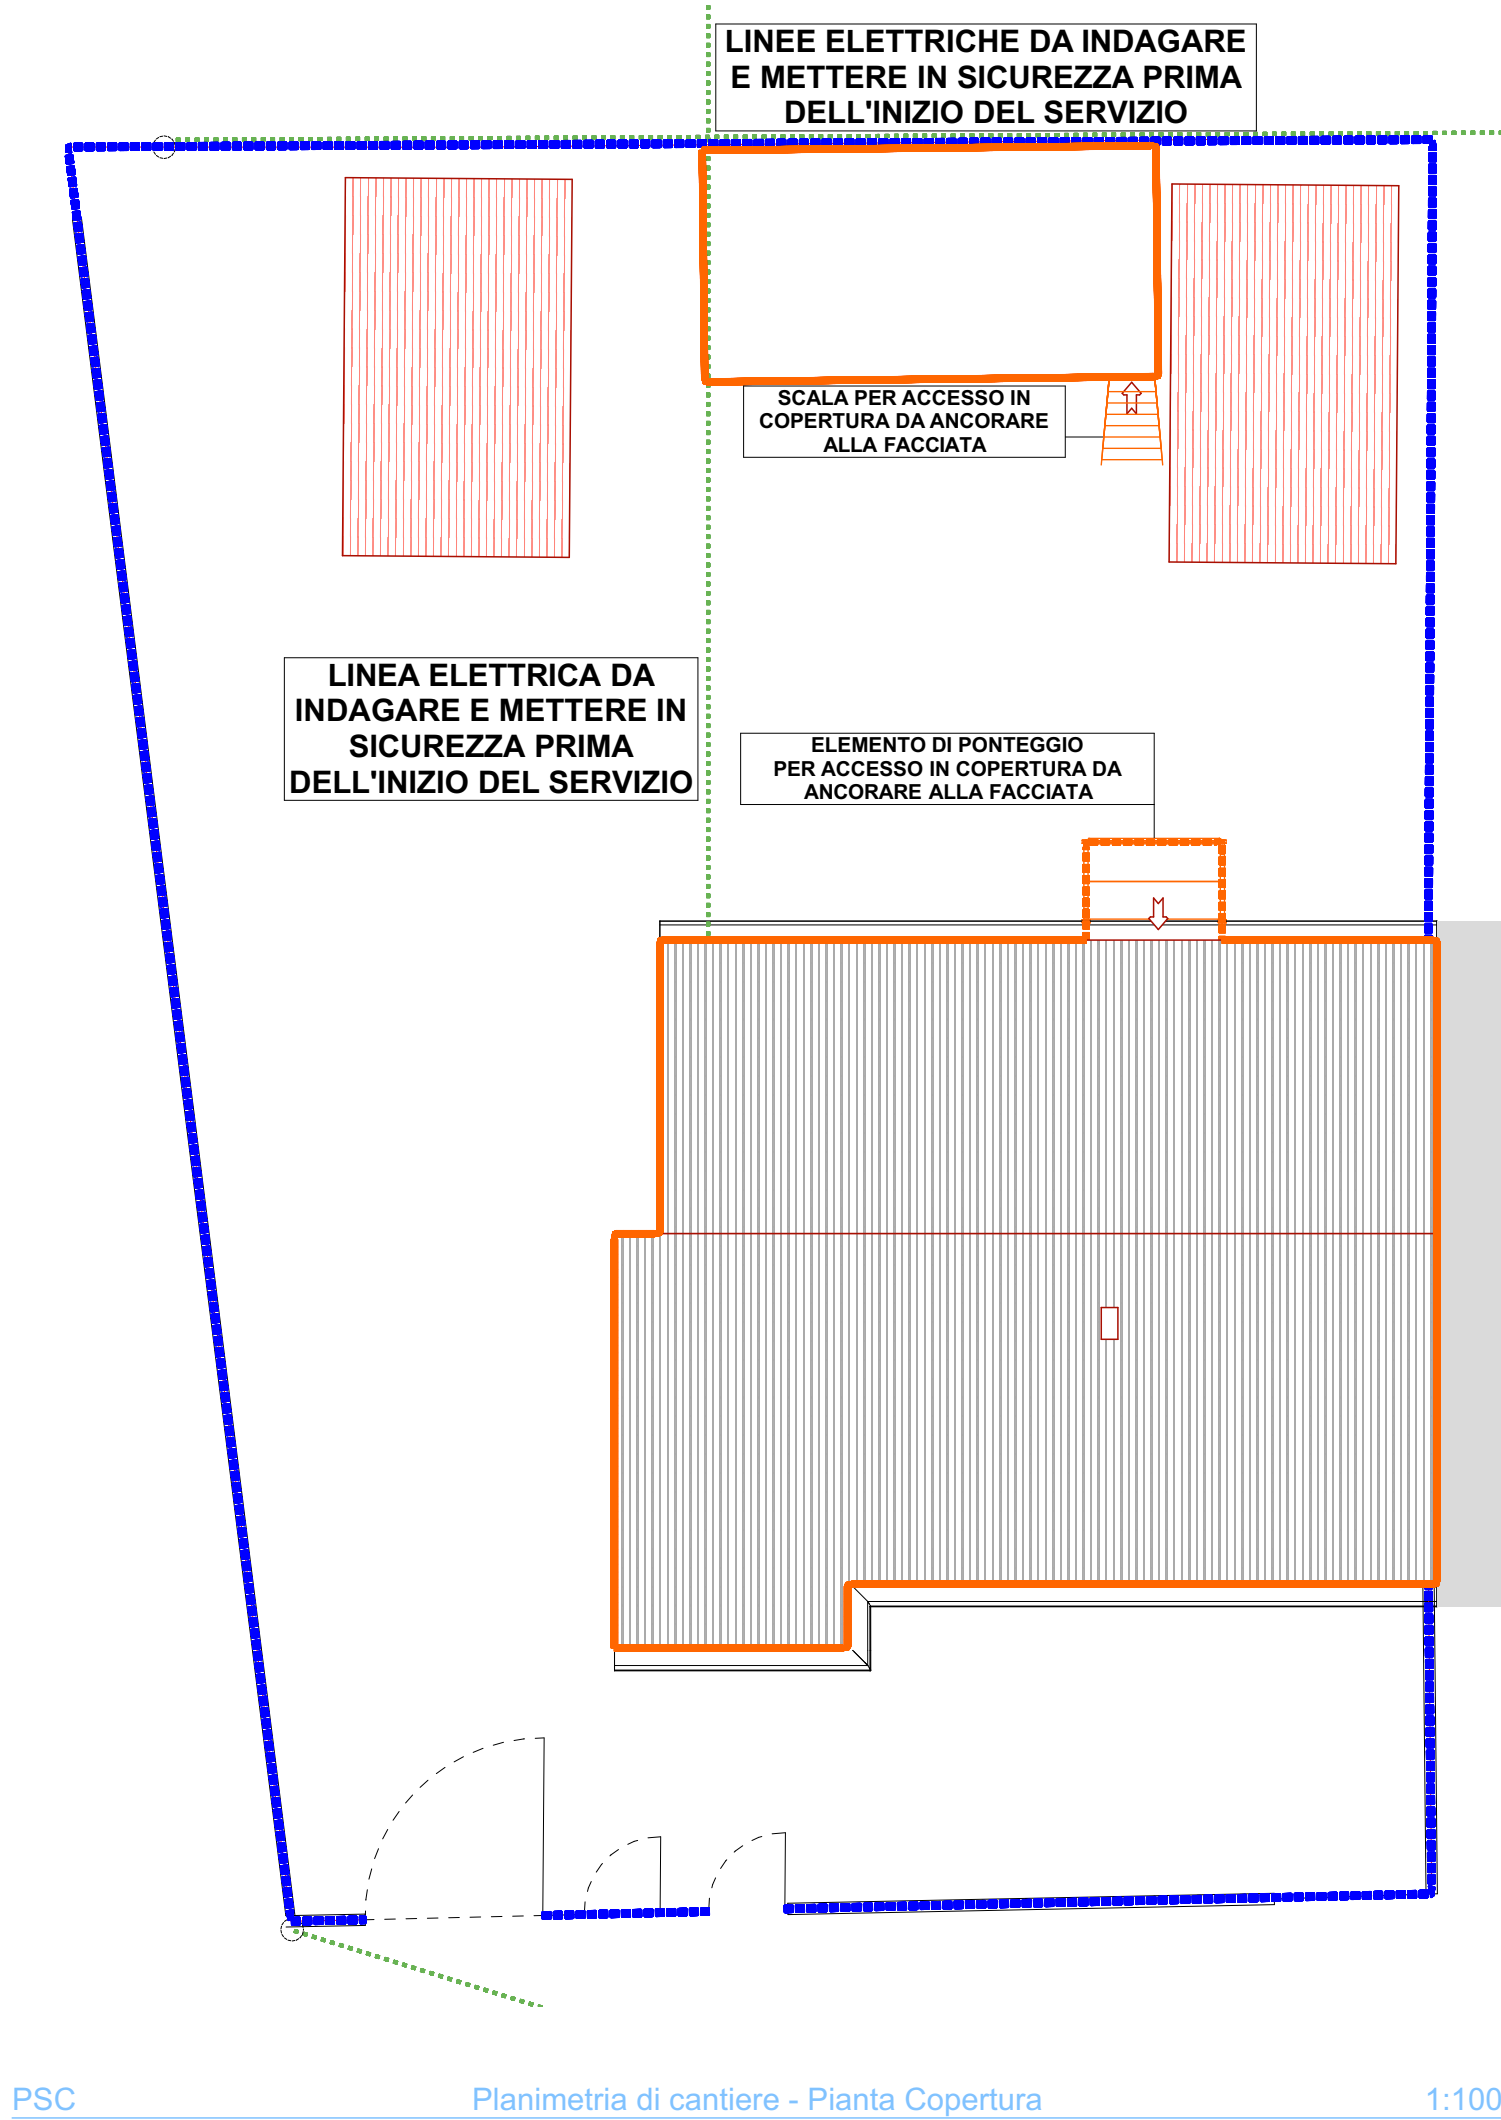 LINEE ELETTRICHE DA INDAGARE
E METTERE IN SICUREZZA PRIMA
DELL'INIZIO DEL SERVIZIO
SCALA PER ACCESSO IN
COPERTURA DA ANCORARE
ALLA FACCIATA
LINEA ELETTRICA DA
INDAGARE E METTERE IN
SICUREZZA PRIMA
DELL'INIZIO DEL SERVIZIO
ELEMENTO DI PONTEGGIO
PER ACCESSO IN COPERTURA DA
ANCORARE ALLA FACCIATA
PSC Planimetria di cantiere - Pianta Copertura 1:100